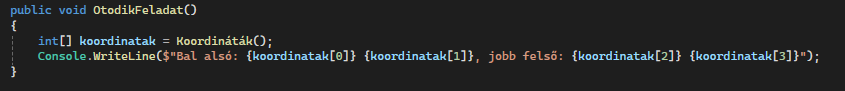 public void OtodikFeladat()
{
int[] koordinatak = Koordináták();
Console.WriteLine($"Bal alsó: {koordinatak[0]} {koordinatak[1]}, jobb felső: {koordinatak[2]} {koordinatak[3]}");
}